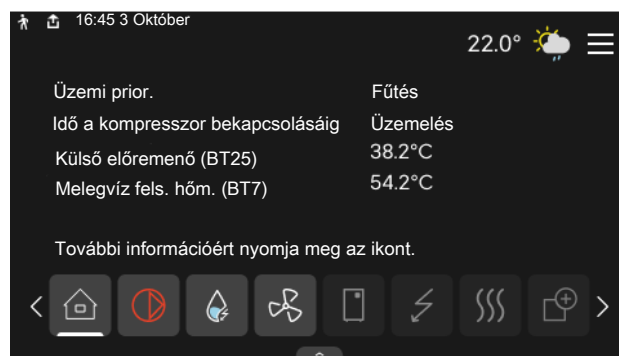 16:45 3 Október
22.0°
Üzemi prior. Fűtés
Idő a kompresszor bekapcsolásáig Üzemelés
Külső előremenő (BT25) 38.2°C
Melegvíz fels. hőm. (BT7) 54.2°C
További információért nyomja meg az ikont.